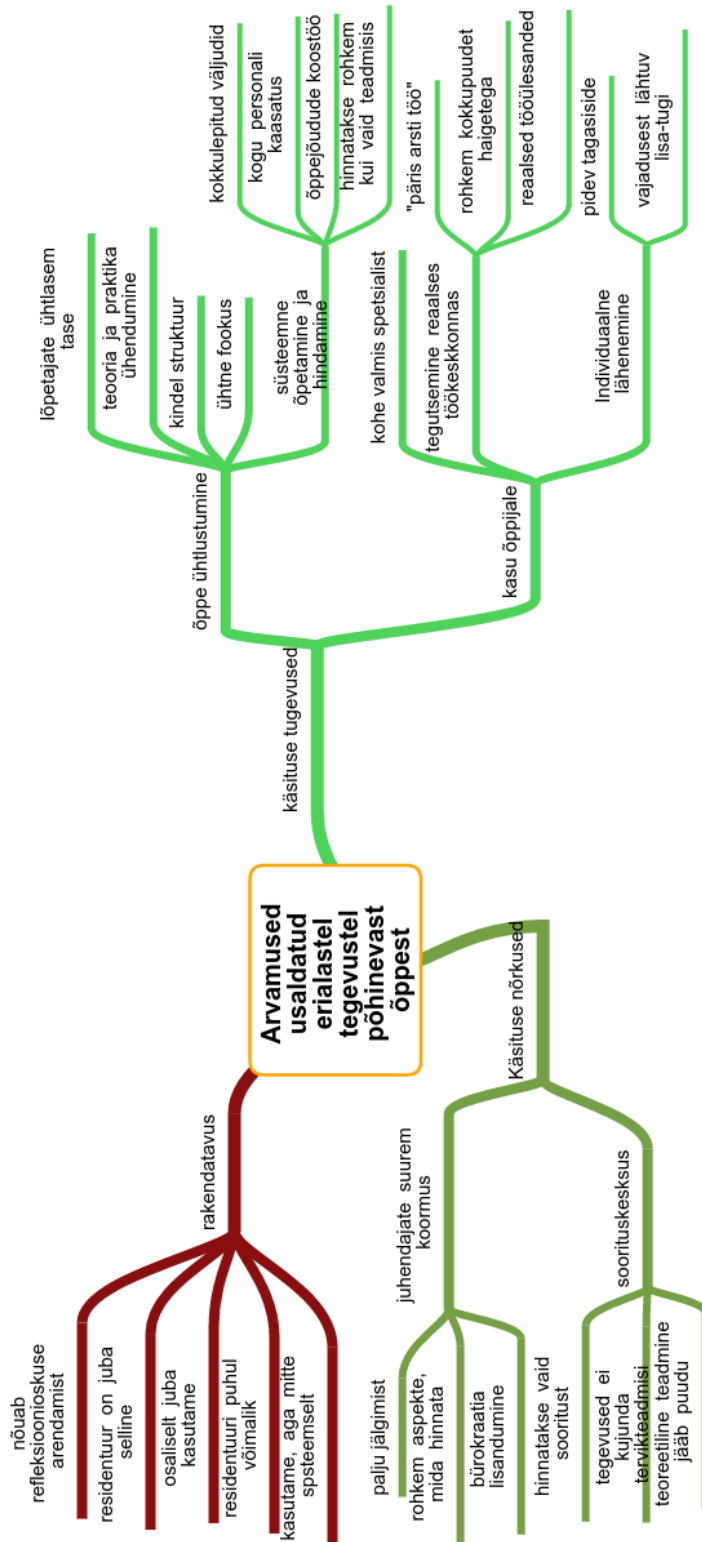 Arvamused
usaldatud
erialastel
tegevustel
põhinevast
õppest
rakendatavus
nõuab
refleksioonioskuse
arendamist
residentuur on juba
selline
osaliselt juba
kasutame
residentuuri puhul
võimalik
kasutame, aga mitte
spsteemiselt
Käsituse nõrkused
juhendajate suurem
koormus
palju jälgimist
rohkem aspekte,
mida hinnata
bürokraatia
lisandumine
hinnatakse vaid
sooritust
soorituskesksus
tegevused ei
kujunda
tervikteadmisi
teoreetiline teadmine
jääb puudu
käsituse tugevused
õppe ühtlustumine
lõpetajate ühtlasem
tase
teooria ja praktika
ühendumine
kindel struktuur
ühtne fookus
süsteemne
õpetamine ja
hindamine
kokkulepitud väljudid
kogu personali
kaasatus
õppejõudude koostöö
hinnatakse rohkem
kui vaid teadmisis
kasu õppijale
kohe valmis spetsialist
tegutsemine reaalses
töökeskkonnas
"päris arsti töö"
rohkem kokkupuudet
haigetega
reaalsed tööülesanded
Individuaalne
lähenemine
pidev tagasiside
vajadusest lähtuv
lisa-tugi